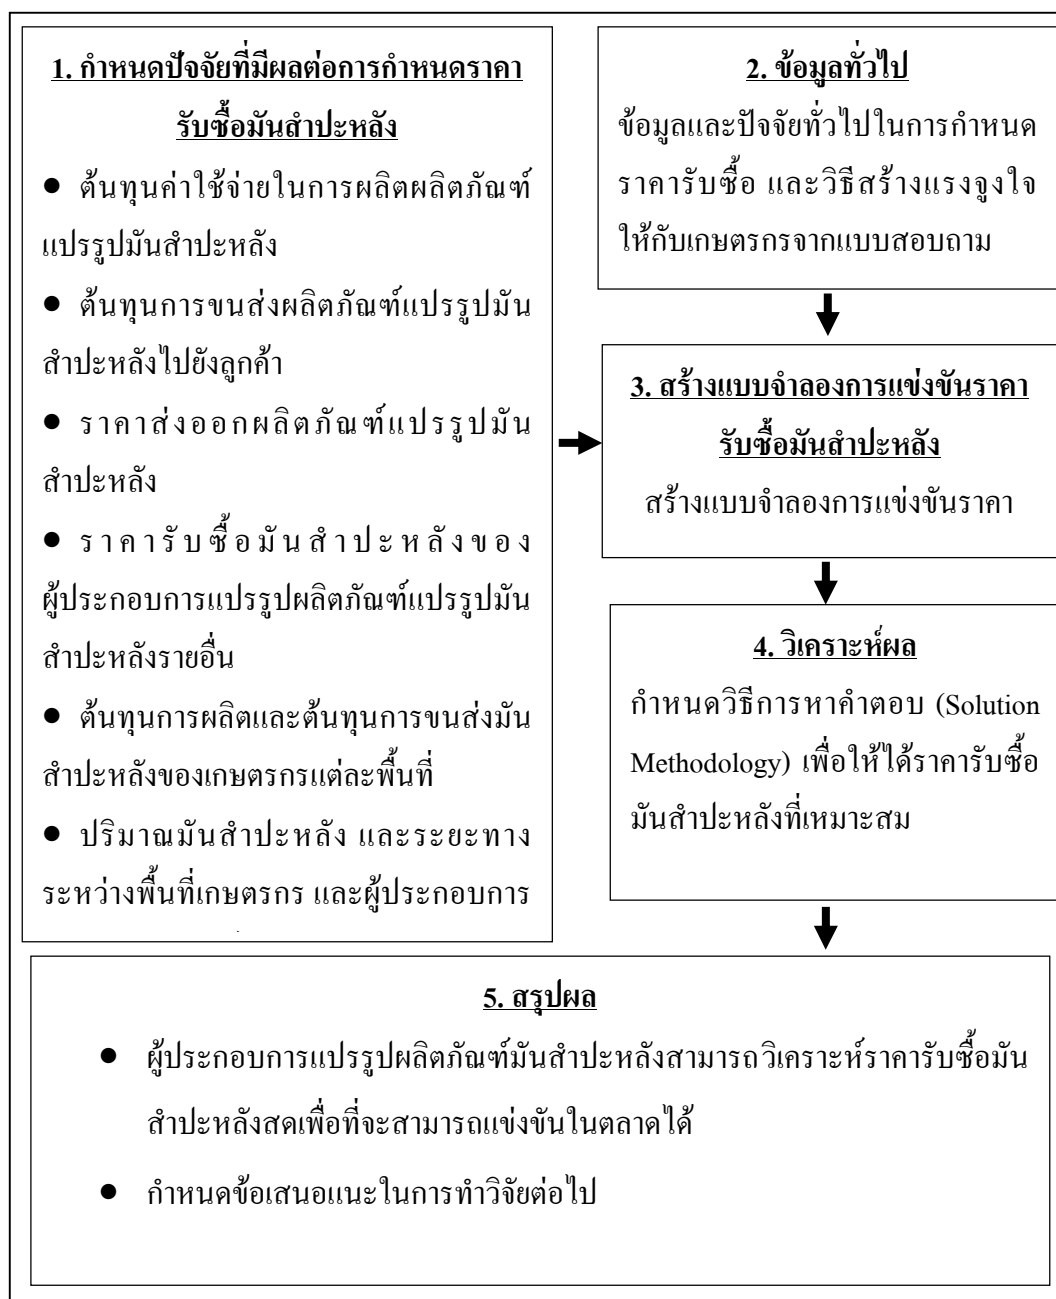 1. กำหนดปัจจัยที่มีผลต่อการกำหนดราคา
รับซื้อมันสำปะหลัง
● ต้นทุนค่าใช้จ่ายในการผลิตผลิตภัณฑ์
แปรรูปมันสำปะหลัง
● ต้นทุนการขนส่งผลิตภัณฑ์แปรรูปมัน
สำปะหลังไปยังลูกค้า
● ราคาส่งออกผลิตภัณฑ์แปรรูปมัน
สำปะหลัง
● ราคารับซื้อมันสำปะหลังของ
ผู้ประกอบการแปรรูปผลิตภัณฑ์แปรรูปมัน
สำปะหลังรายอื่น
● ต้นทุนการผลิตและต้นทุนการขนส่งมัน
สำปะหลังของเกษตรกรแต่ละพื้นที่
● ปริมาณมันสำปะหลัง และระยะทาง
ระหว่างพื้นที่เกษตรกร และผู้ประกอบการ
2. ข้อมูลทั่วไป
ข้อมูลและปัจจัยทั่วไปในการกำหนด
ราคารับซื้อ และวิธีสร้างแรงจูงใจ
ให้กับเกษตรกรจากแบบสอบถาม
3. สร้างแบบจำลองการแข่งขันราคา
รับซื้อมันสำปะหลัง
สร้างแบบจำลองการแข่งขันราคา
4. วิเคราะห์ผล
กำหนดวิธีการหาคำตอบ (Solution
Methodology) เพื่อให้ได้ราคารับซื้อ
มันสำปะหลังที่เหมาะสม
5. สรุปผล
● ผู้ประกอบการแปรรูปผลิตภัณฑ์มันสำปะหลังสามารถวิเคราะห์ราคารับซื้อมัน
สำปะหลังสดเพื่อที่จะสามารถแข่งขันในตลาดได้
● กำหนดข้อเสนอแนะในการทำวิจัยต่อไป